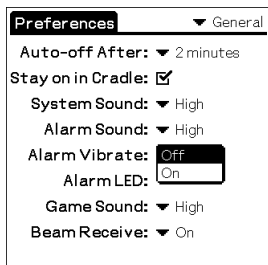 Preferences ▼ General
Auto-off After: ▼ 2 minutes
Stay on in Cradle: ☑
System Sound: ▼ High
Alarm Sound: ▼ High
Alarm Vibrate: Off
On
Alarm LED:
Game Sound: ▼ High
Beam Receive: ▼ On